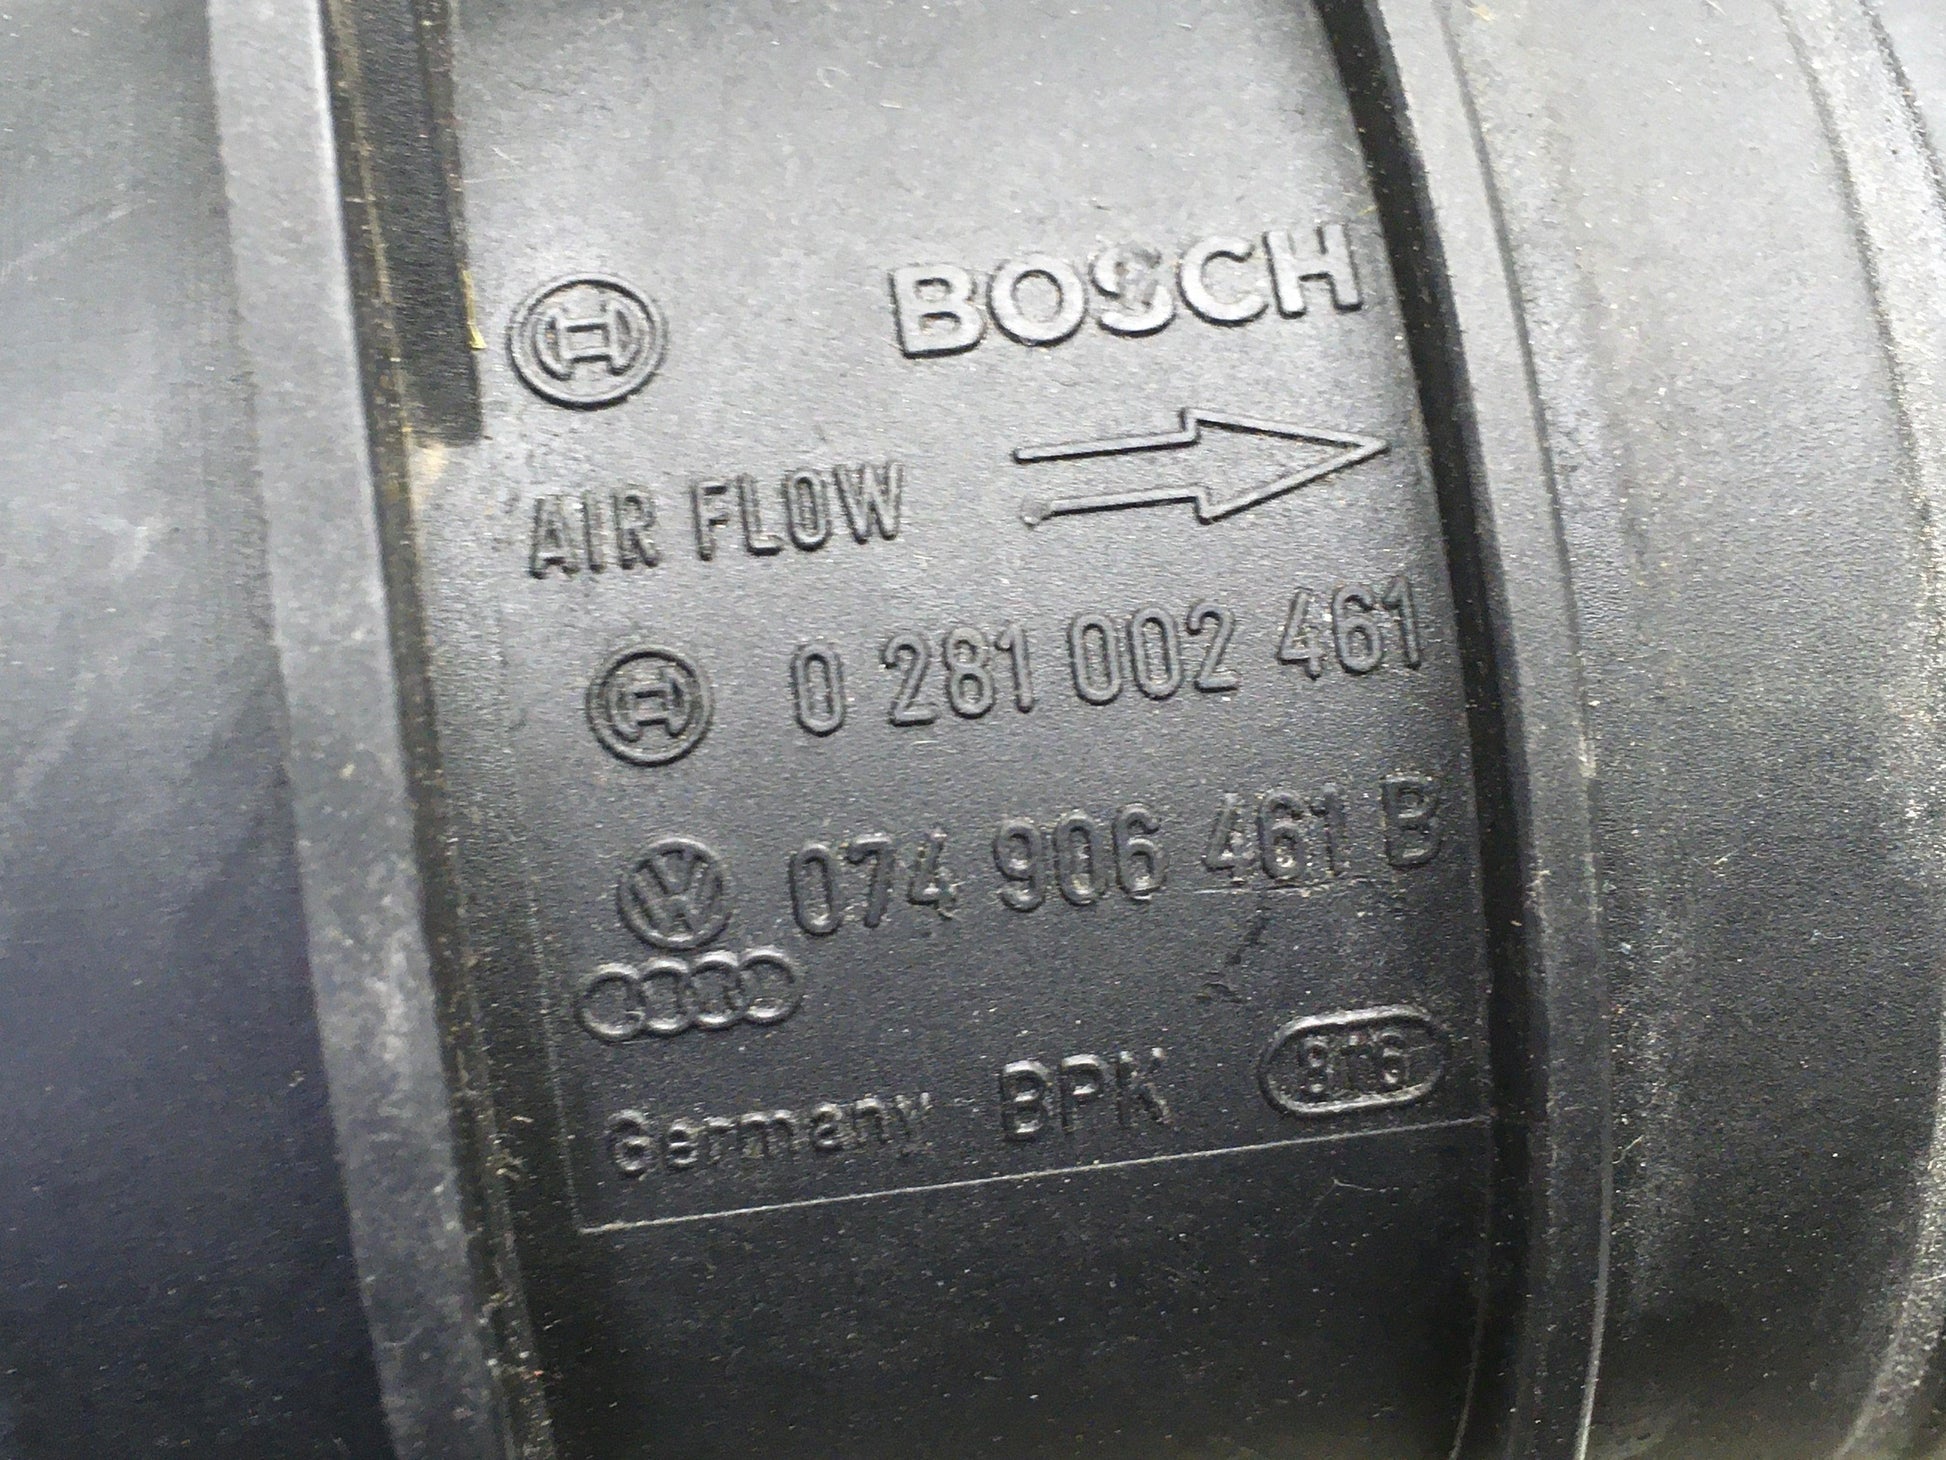 BOSCH
AIR FLOW
0 281 002 461
074 906 461 B
Germany BPK